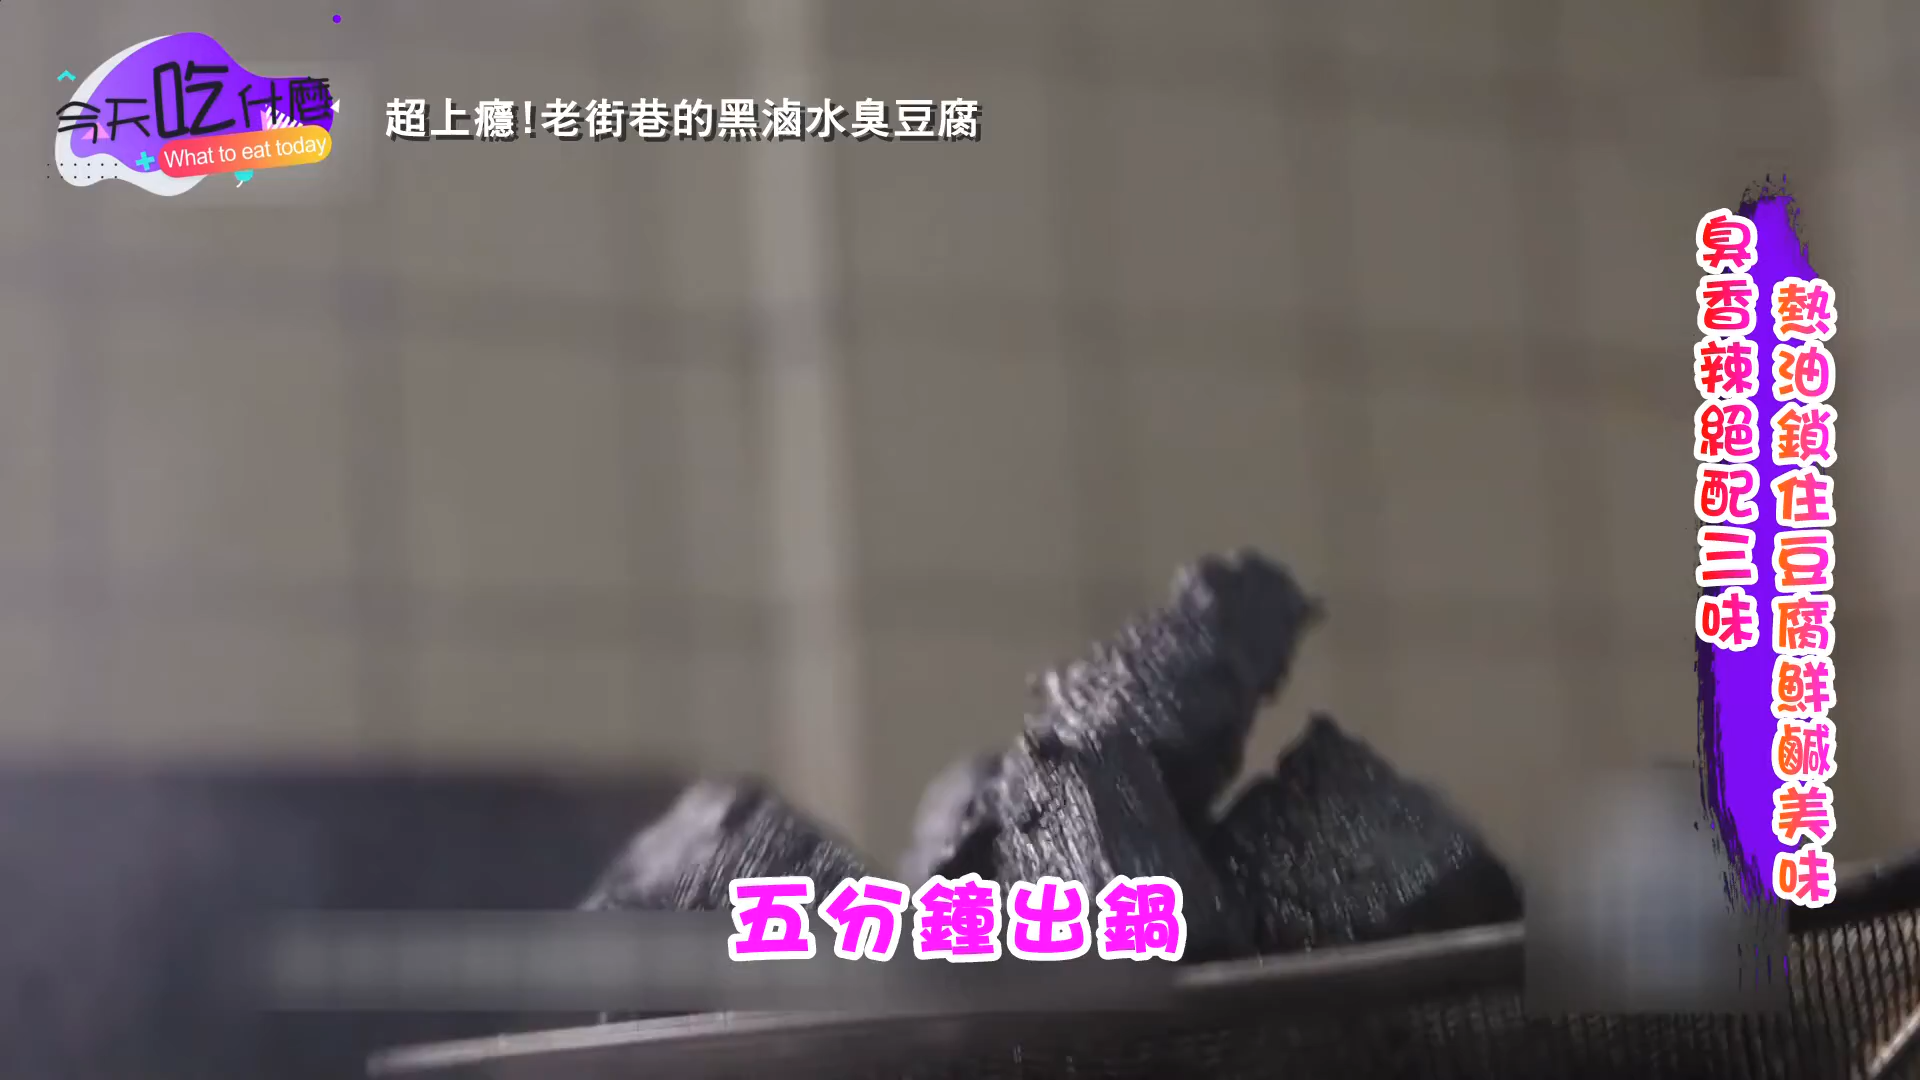 今天吃什麼
What to eat today
超上癮!老街巷的黑滷水臭豆腐
熱油鎖住豆腐鮮鹹美味
臭香辣絕配三味
五分鐘出鍋